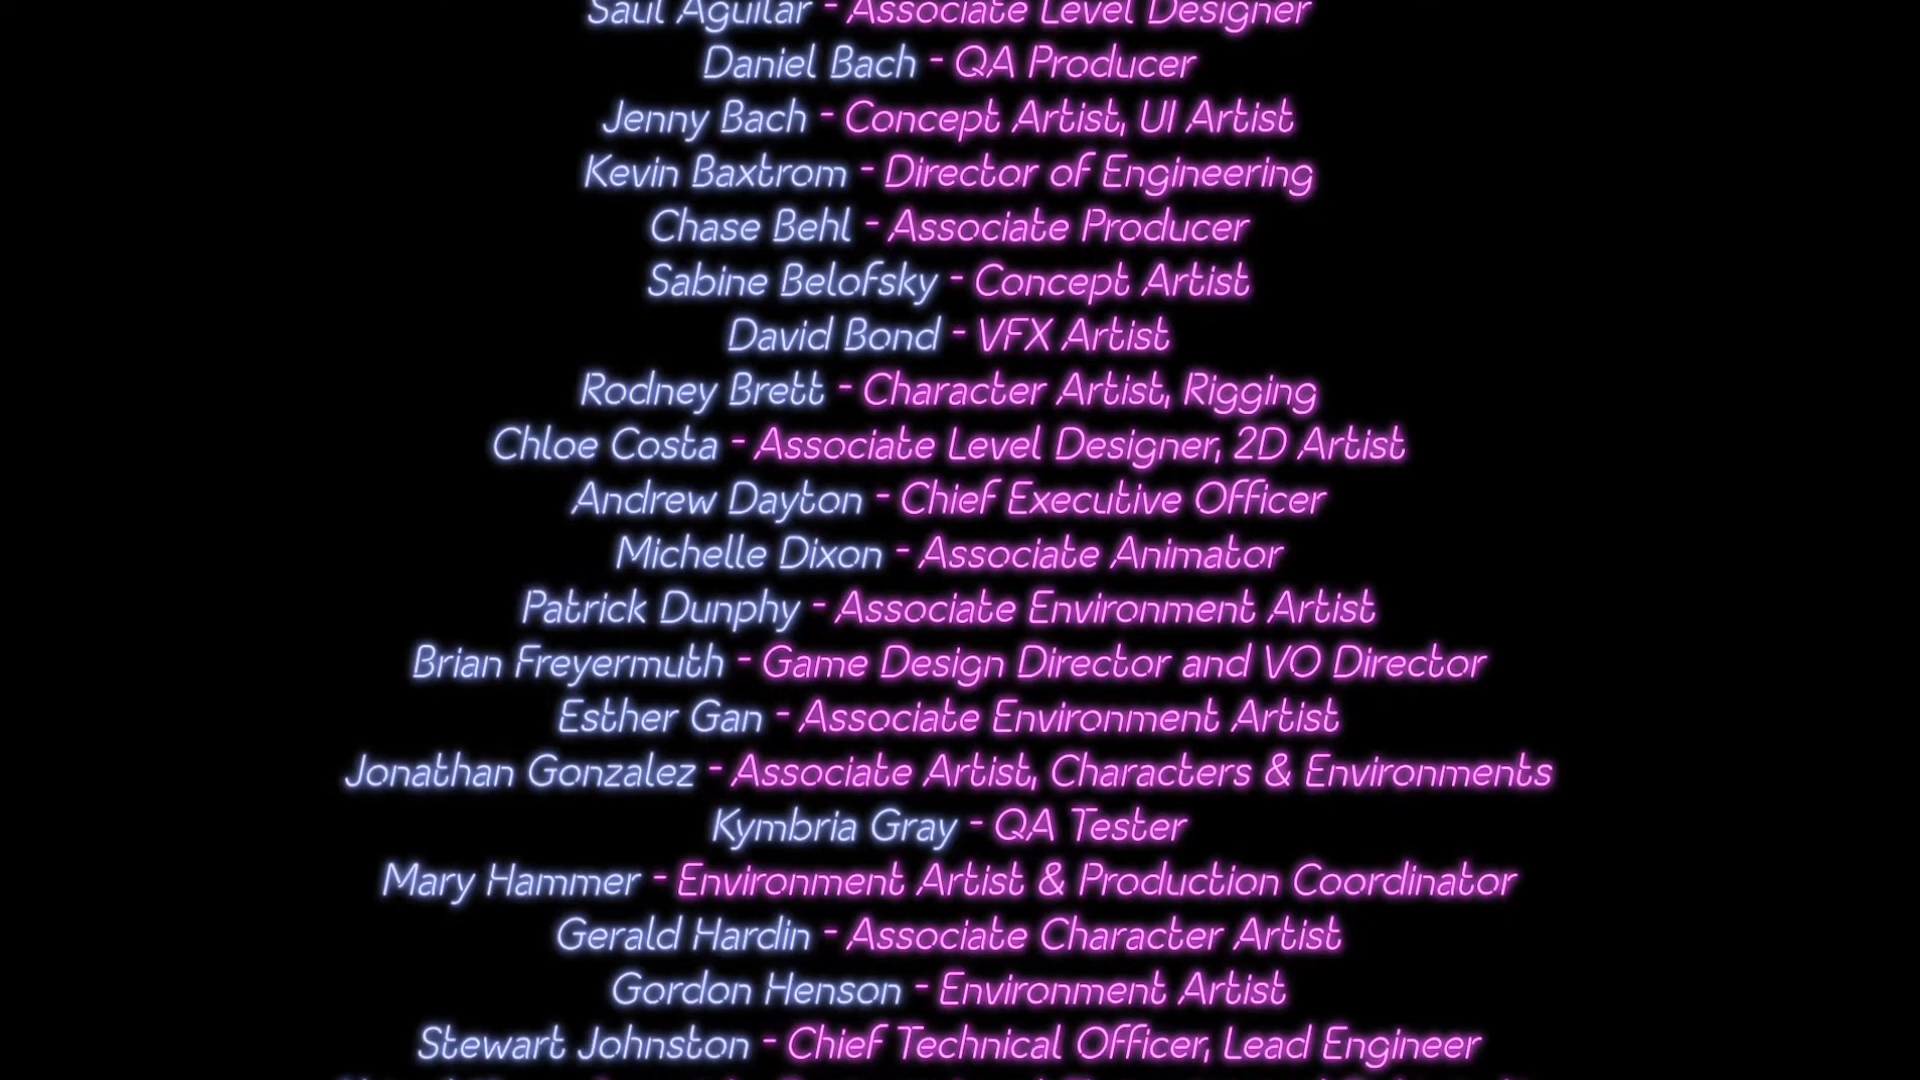 Saul Aguilar - Associate Level Designer
Daniel Bach - QA Producer
Jenny Bach - Concept Artist, UI Artist
Kevin Baxtrom - Director of Engineering
Chase Behl - Associate Producer
Sabine Belofsky - Concept Artist
David Bond - VFX Artist
Rodney Brett - Character Artist, Rigging
Chloe Costa - Associate Level Designer, 2D Artist
Andrew Dayton - Chief Executive Officer
Michelle Dixon - Associate Animator
Patrick Dunphy - Associate Environment Artist
Brian Freyermuth - Game Design Director and VO Director
Esther Gan - Associate Environment Artist
Jonathan Gonzalez - Associate Artist, Characters & Environments
Kymbria Gray - QA Tester
Mary Hammer - Environment Artist & Production Coordinator
Gerald Hardin - Associate Character Artist
Gordon Henson - Environment Artist
Stewart Johnston - Chief Technical Officer, Lead Engineer